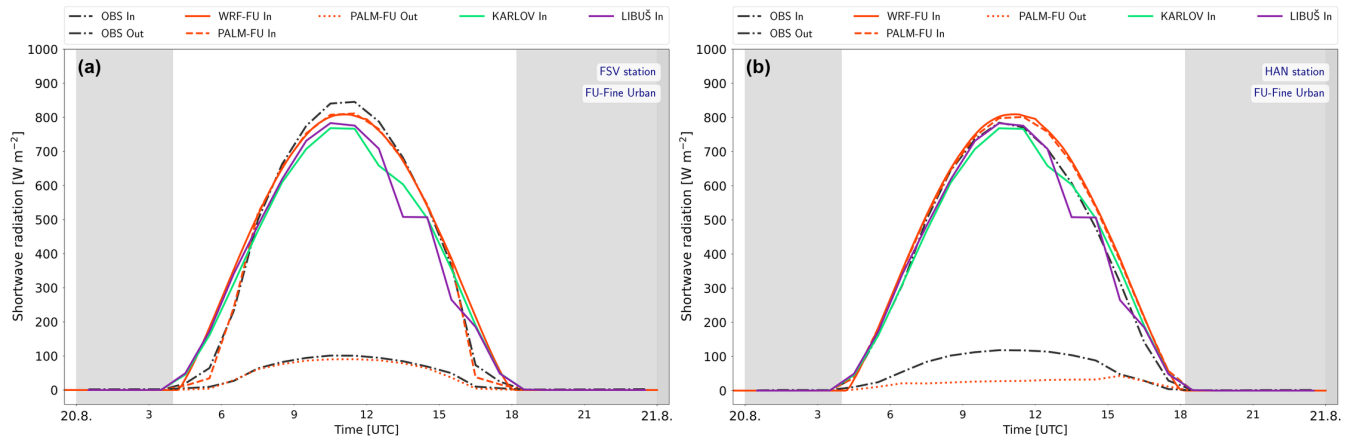 OBS In WRF-FU In PALM-FU Out KARLOV In LIBUŠ In
OBS Out PALM-FU In
(a)
FSV station
FU-Fine Urban
Shortwave radiation [W m⁻²]
1000
900
800
700
600
500
400
300
200
100
0
20.8. 3 6 9 12 15 18 21 21.8.
Time [UTC]
OBS In WRF-FU In PALM-FU Out KARLOV In LIBUŠ In
OBS Out PALM-FU In
(b)
HAN station
FU-Fine Urban
Shortwave radiation [W m⁻²]
1000
900
800
700
600
500
400
300
200
100
0
20.8. 3 6 9 12 15 18 21 21.8.
Time [UTC]